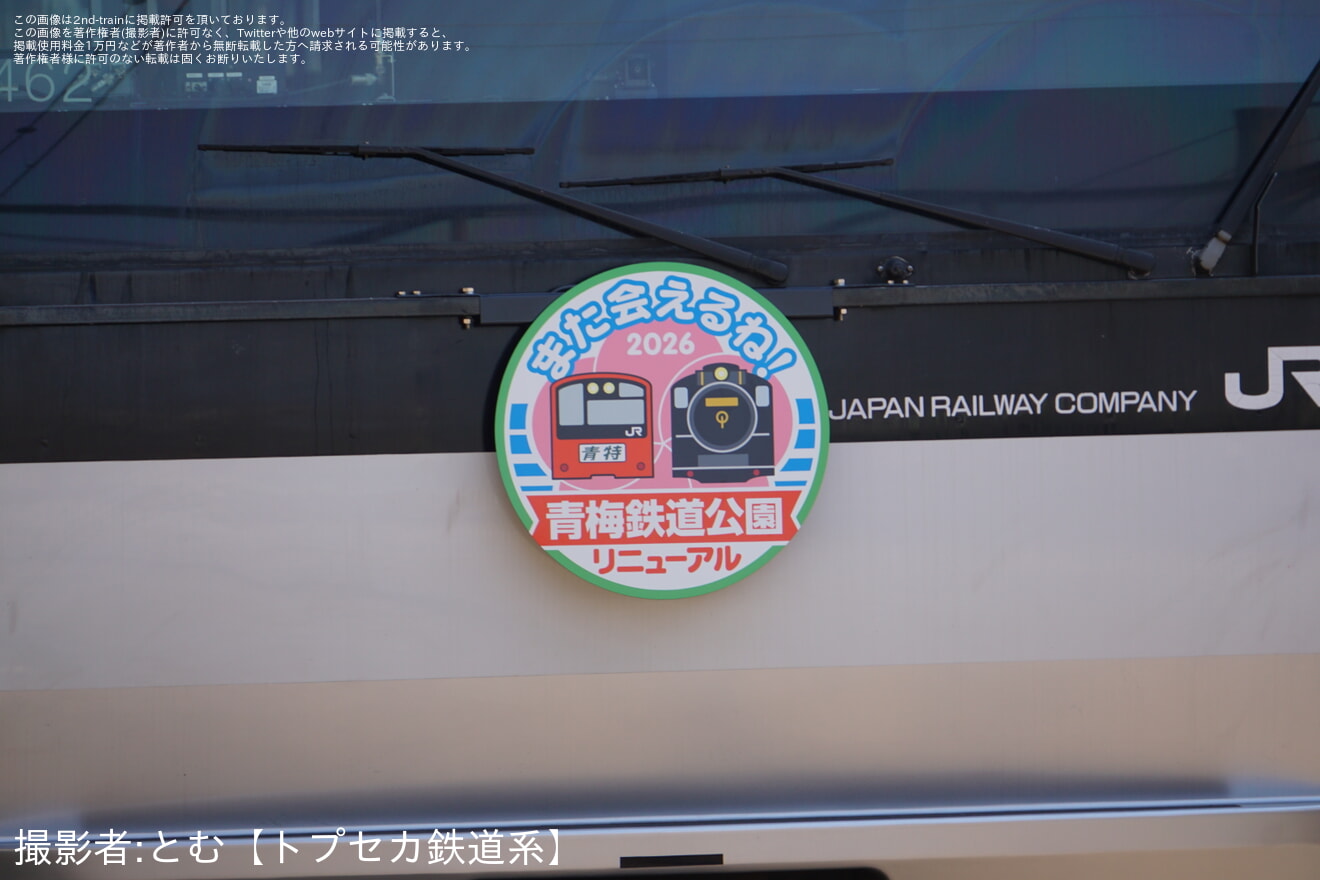 この画像は2nd-trainに掲載許可を頂いております。
この画像を著作権者(撮影者)に許可なく、Twitterや他のwebサイトに掲載すると、
掲載使用料金1万円などが著作者から無断転載した方へ請求される可能性があります。
著作権者様に許可のない転載は固くお断りいたします。
462
また会えるね!
2026
JR
青特
青梅鉄道公園
リニューアル
JAPAN RAILWAY COMPANY
JR
撮影者:とむ【トプセカ鉄道系】